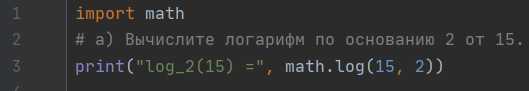 1 import math
2 # а) Вычислите логарифм по основанию 2 от 15.
3 print("log_2(15) =", math.log(15, 2))